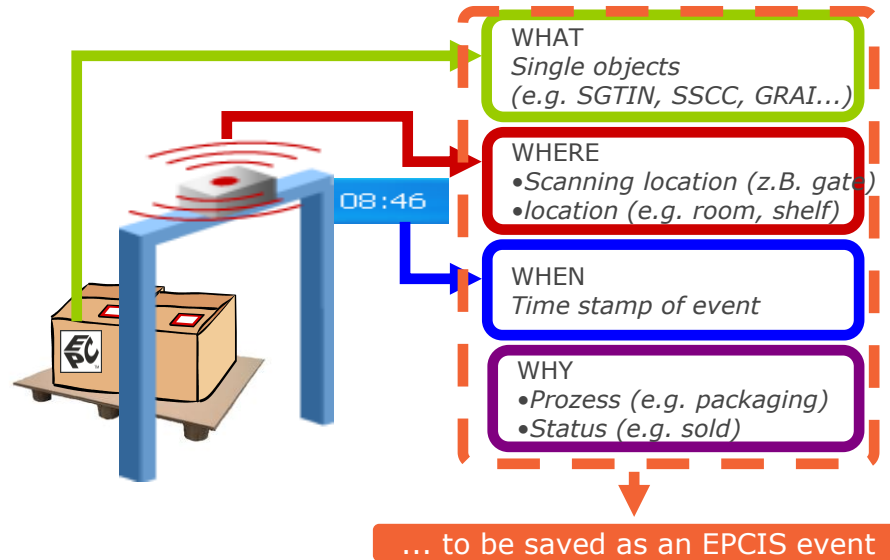 WHAT
Single objects
(e.g. SGTIN, SSCC, GRAI...)
WHERE
•Scanning location (z.B. gate)
•location (e.g. room, shelf)
08:46
WHEN
Time stamp of event
EPC
WHY
•Prozess (e.g. packaging)
•Status (e.g. sold)
... to be saved as an EPCIS event